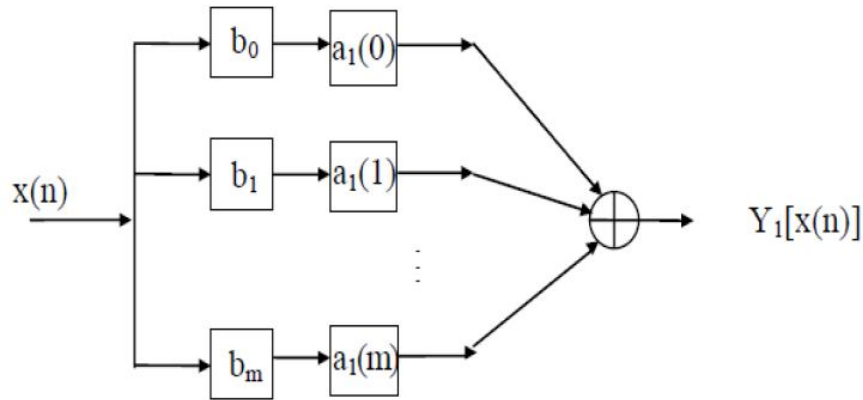 b₀ a₁(0)
b₁ a₁(1)
x(n)
Y₁[x(n)]
⋮
bₘ a₁(m)